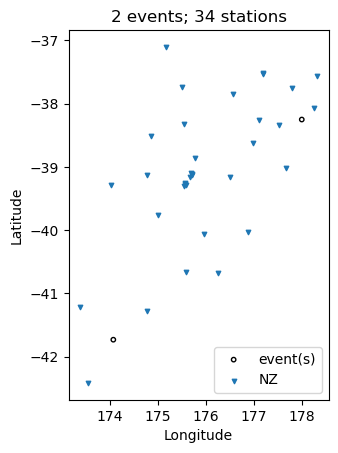 2 events; 34 stations
−37
−38
−39
−40
−41
−42
Latitude
174 175 176 177 178
Longitude
event(s)
NZ